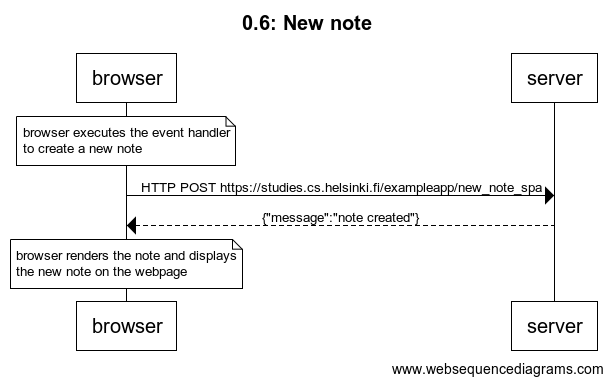 0.6: New note
browser
server
browser executes the event handler
to create a new note
HTTP POST https://studies.cs.helsinki.fi/exampleapp/new_note_spa
{"message":"note created"}
browser renders the note and displays
the new note on the webpage
browser
server
www.websequencediagrams.com